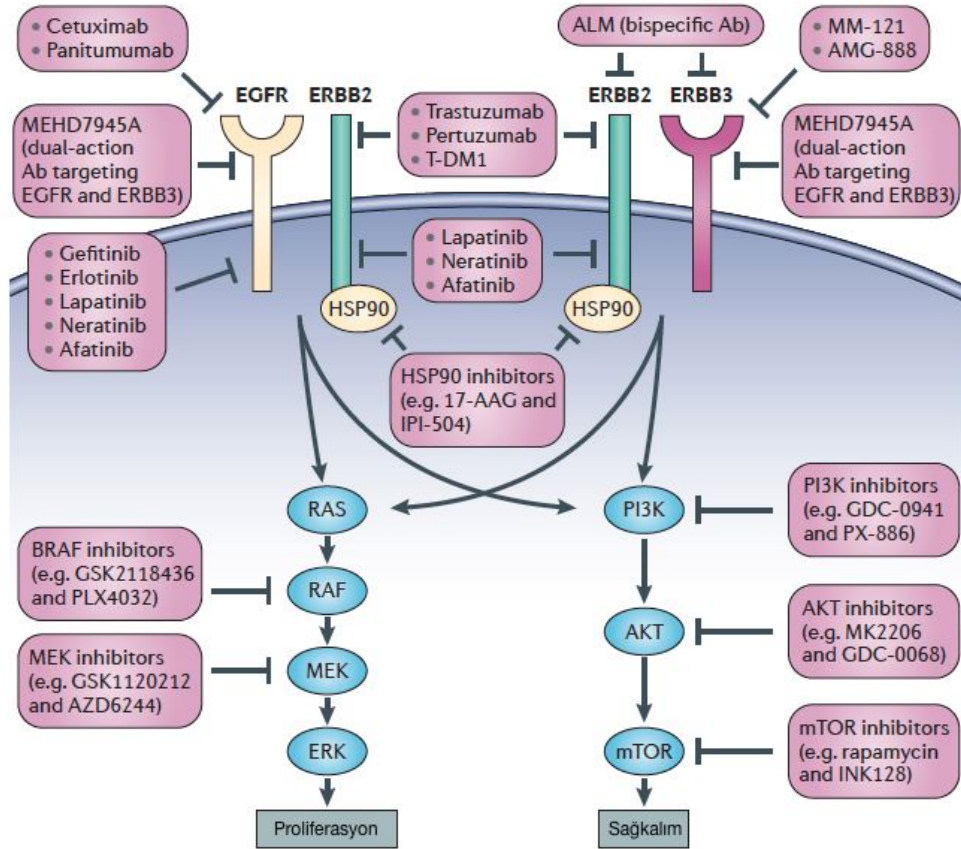 • Cetuximab
• Panitumumab
ALM (bispecific Ab)
• MM-121
• AMG-888
EGFR
ERBB2
ERBB2
ERBB3
MEHD7945A
(dual-action
Ab targeting
EGFR and ERBB3)
• Trastuzumab
• Pertuzumab
• T-DM1
MEHD7945A
(dual-action
Ab targeting
EGFR and ERBB3)
• Gefitinib
• Erlotinib
• Lapatinib
• Neratinib
• Afatinib
• Lapatinib
• Neratinib
• Afatinib
HSP90
HSP90
HSP90 inhibitors
(e.g. 17-AAG and
IPI-504)
RAS
PI3K
PI3K inhibitors
(e.g. GDC-0941
and PX-886)
BRAF inhibitors
(e.g. GSK2118436
and PLX4032)
RAF
AKT
AKT inhibitors
(e.g. MK2206
and GDC-0068)
MEK inhibitors
(e.g. GSK1120212
and AZD6244)
MEK
ERK
mTOR
mTOR inhibitors
(e.g. rapamycin
and INK128)
Proliferasyon
Sağkalım